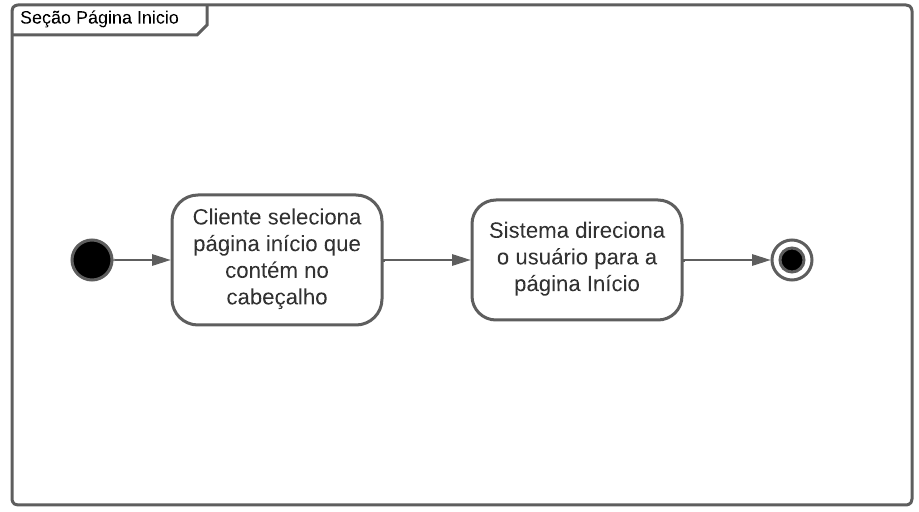 Seção Página Inicio
Cliente seleciona
página início que
contém no
cabeçalho
Sistema direciona
o usuário para a
página Início